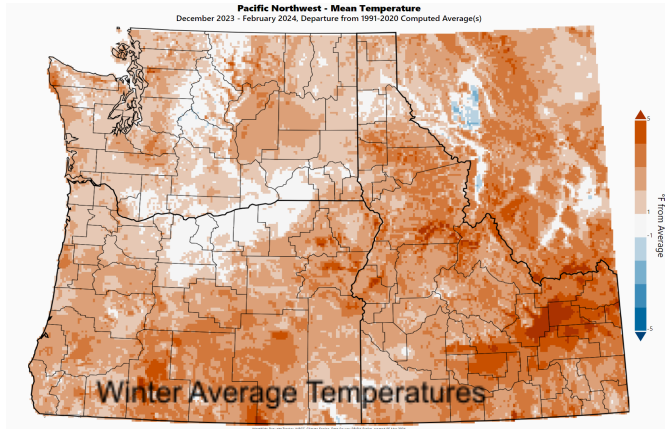 Pacific Northwest - Mean Temperature
December 2023 - February 2024, Departure from 1991-2020 Computed Average(s)
5
1
-1
-5
°F from Average
Winter Average Temperatures